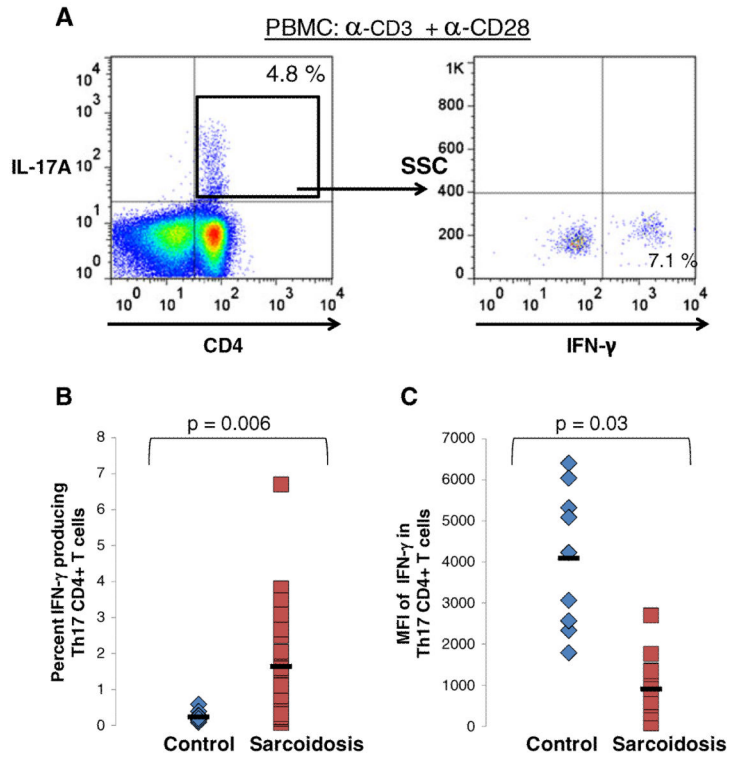 A
PBMC: α-CD3 + α-CD28
4.8 %
10^4
10^3
IL-17A
10^2
10^1
10^0
10^0 10^1 10^2 10^3 10^4
CD4
1K
800
600
SSC
400
200
0
7.1 %
10^0 10^1 10^2 10^3 10^4
IFN-γ
B
p = 0.006
8
7
6
5
4
3
2
1
0
Percent IFN-γ producing
Th17 CD4+ T cells
Control Sarcoidosis
C
p = 0.03
7000
6000
5000
4000
3000
2000
1000
0
MFI of IFN-γ in
Th17 CD4+ T cells
Control Sarcoidosis